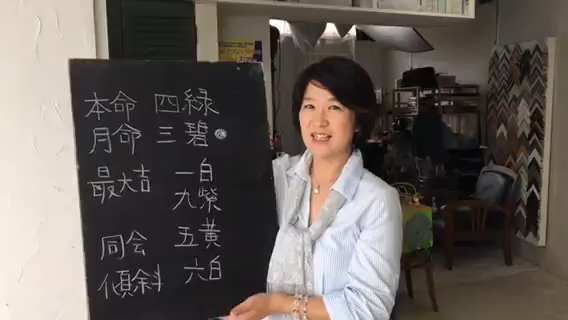 本命 四緑
月命 三碧
最大吉 一白
九紫
同会 五黄
傾斜 六白